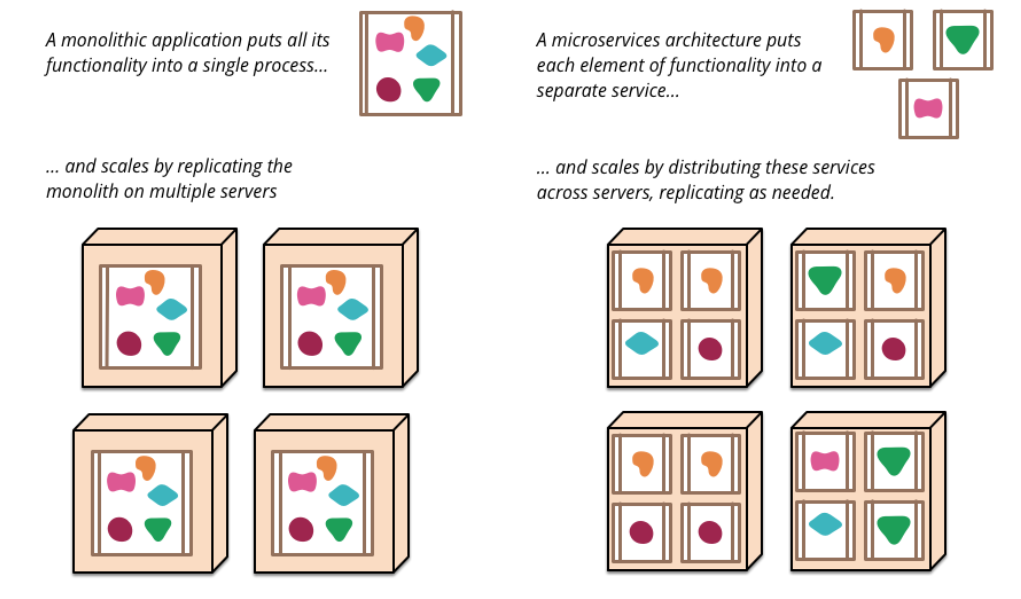 A monolithic application puts all its
functionality into a single process...
... and scales by replicating the
monolith on multiple servers
A microservices architecture puts
each element of functionality into a
separate service...
... and scales by distributing these services
across servers, replicating as needed.